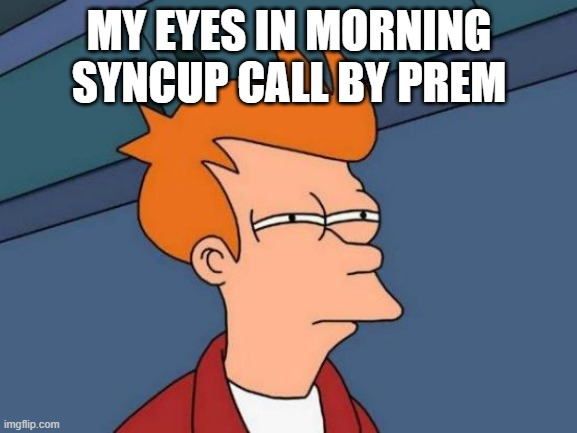 MY EYES IN MORNING
SYNCUP CALL BY PREM
imgflip.com